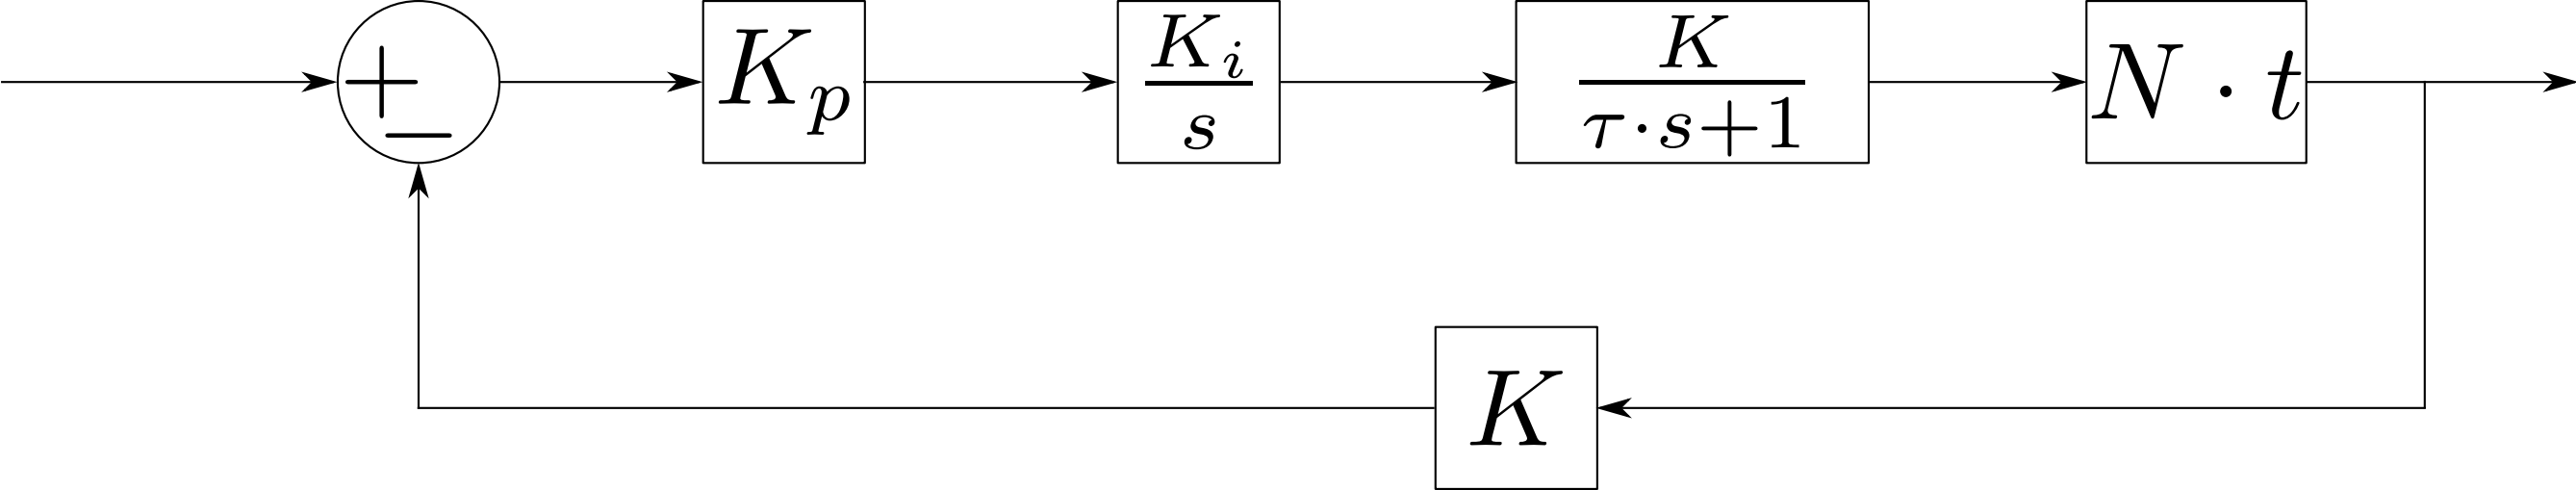 +
−
K_p
K_i/s
K/(τ·s+1)
N · t
K